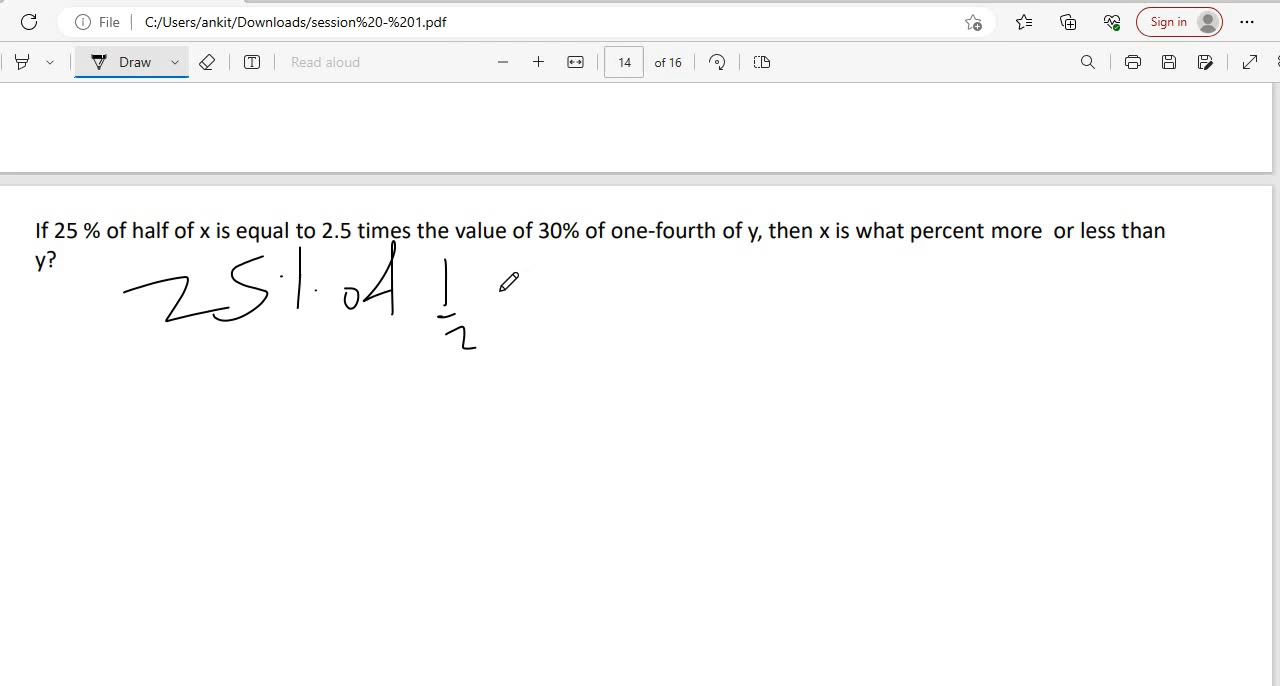 File C:/Users/ankit/Downloads/session%20-%201.pdf Sign in
Draw Read aloud 14 of 16
If 25 % of half of x is equal to 2.5 times the value of 30% of one-fourth of y, then x is what percent more or less than
y?
25% of 1/2